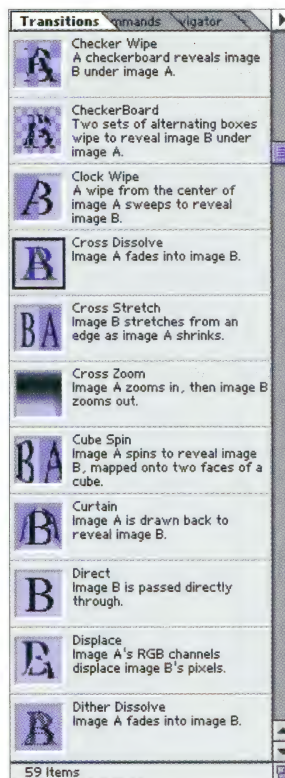 Transitions mmands vigator
Checker Wipe
A checkerboard reveals image
B under image A.
CheckerBoard
Two sets of alternating boxes
wipe to reveal image B under
image A.
Clock Wipe
A wipe from the center of
image A sweeps to reveal
image B.
Cross Dissolve
Image A fades into image B.
Cross Stretch
Image B stretches from an
edge as image A shrinks.
Cross Zoom
Image A zooms in, then image B
zooms out.
Cube Spin
Image A spins to reveal image
B, mapped onto two faces of a
cube.
Curtain
Image A is drawn back to
reveal image B.
Direct
Image B is passed directly
through.
Displace
Image A's RGB channels
displace image B's pixels.
Dither Dissolve
Image A fades into image B.
59 Items